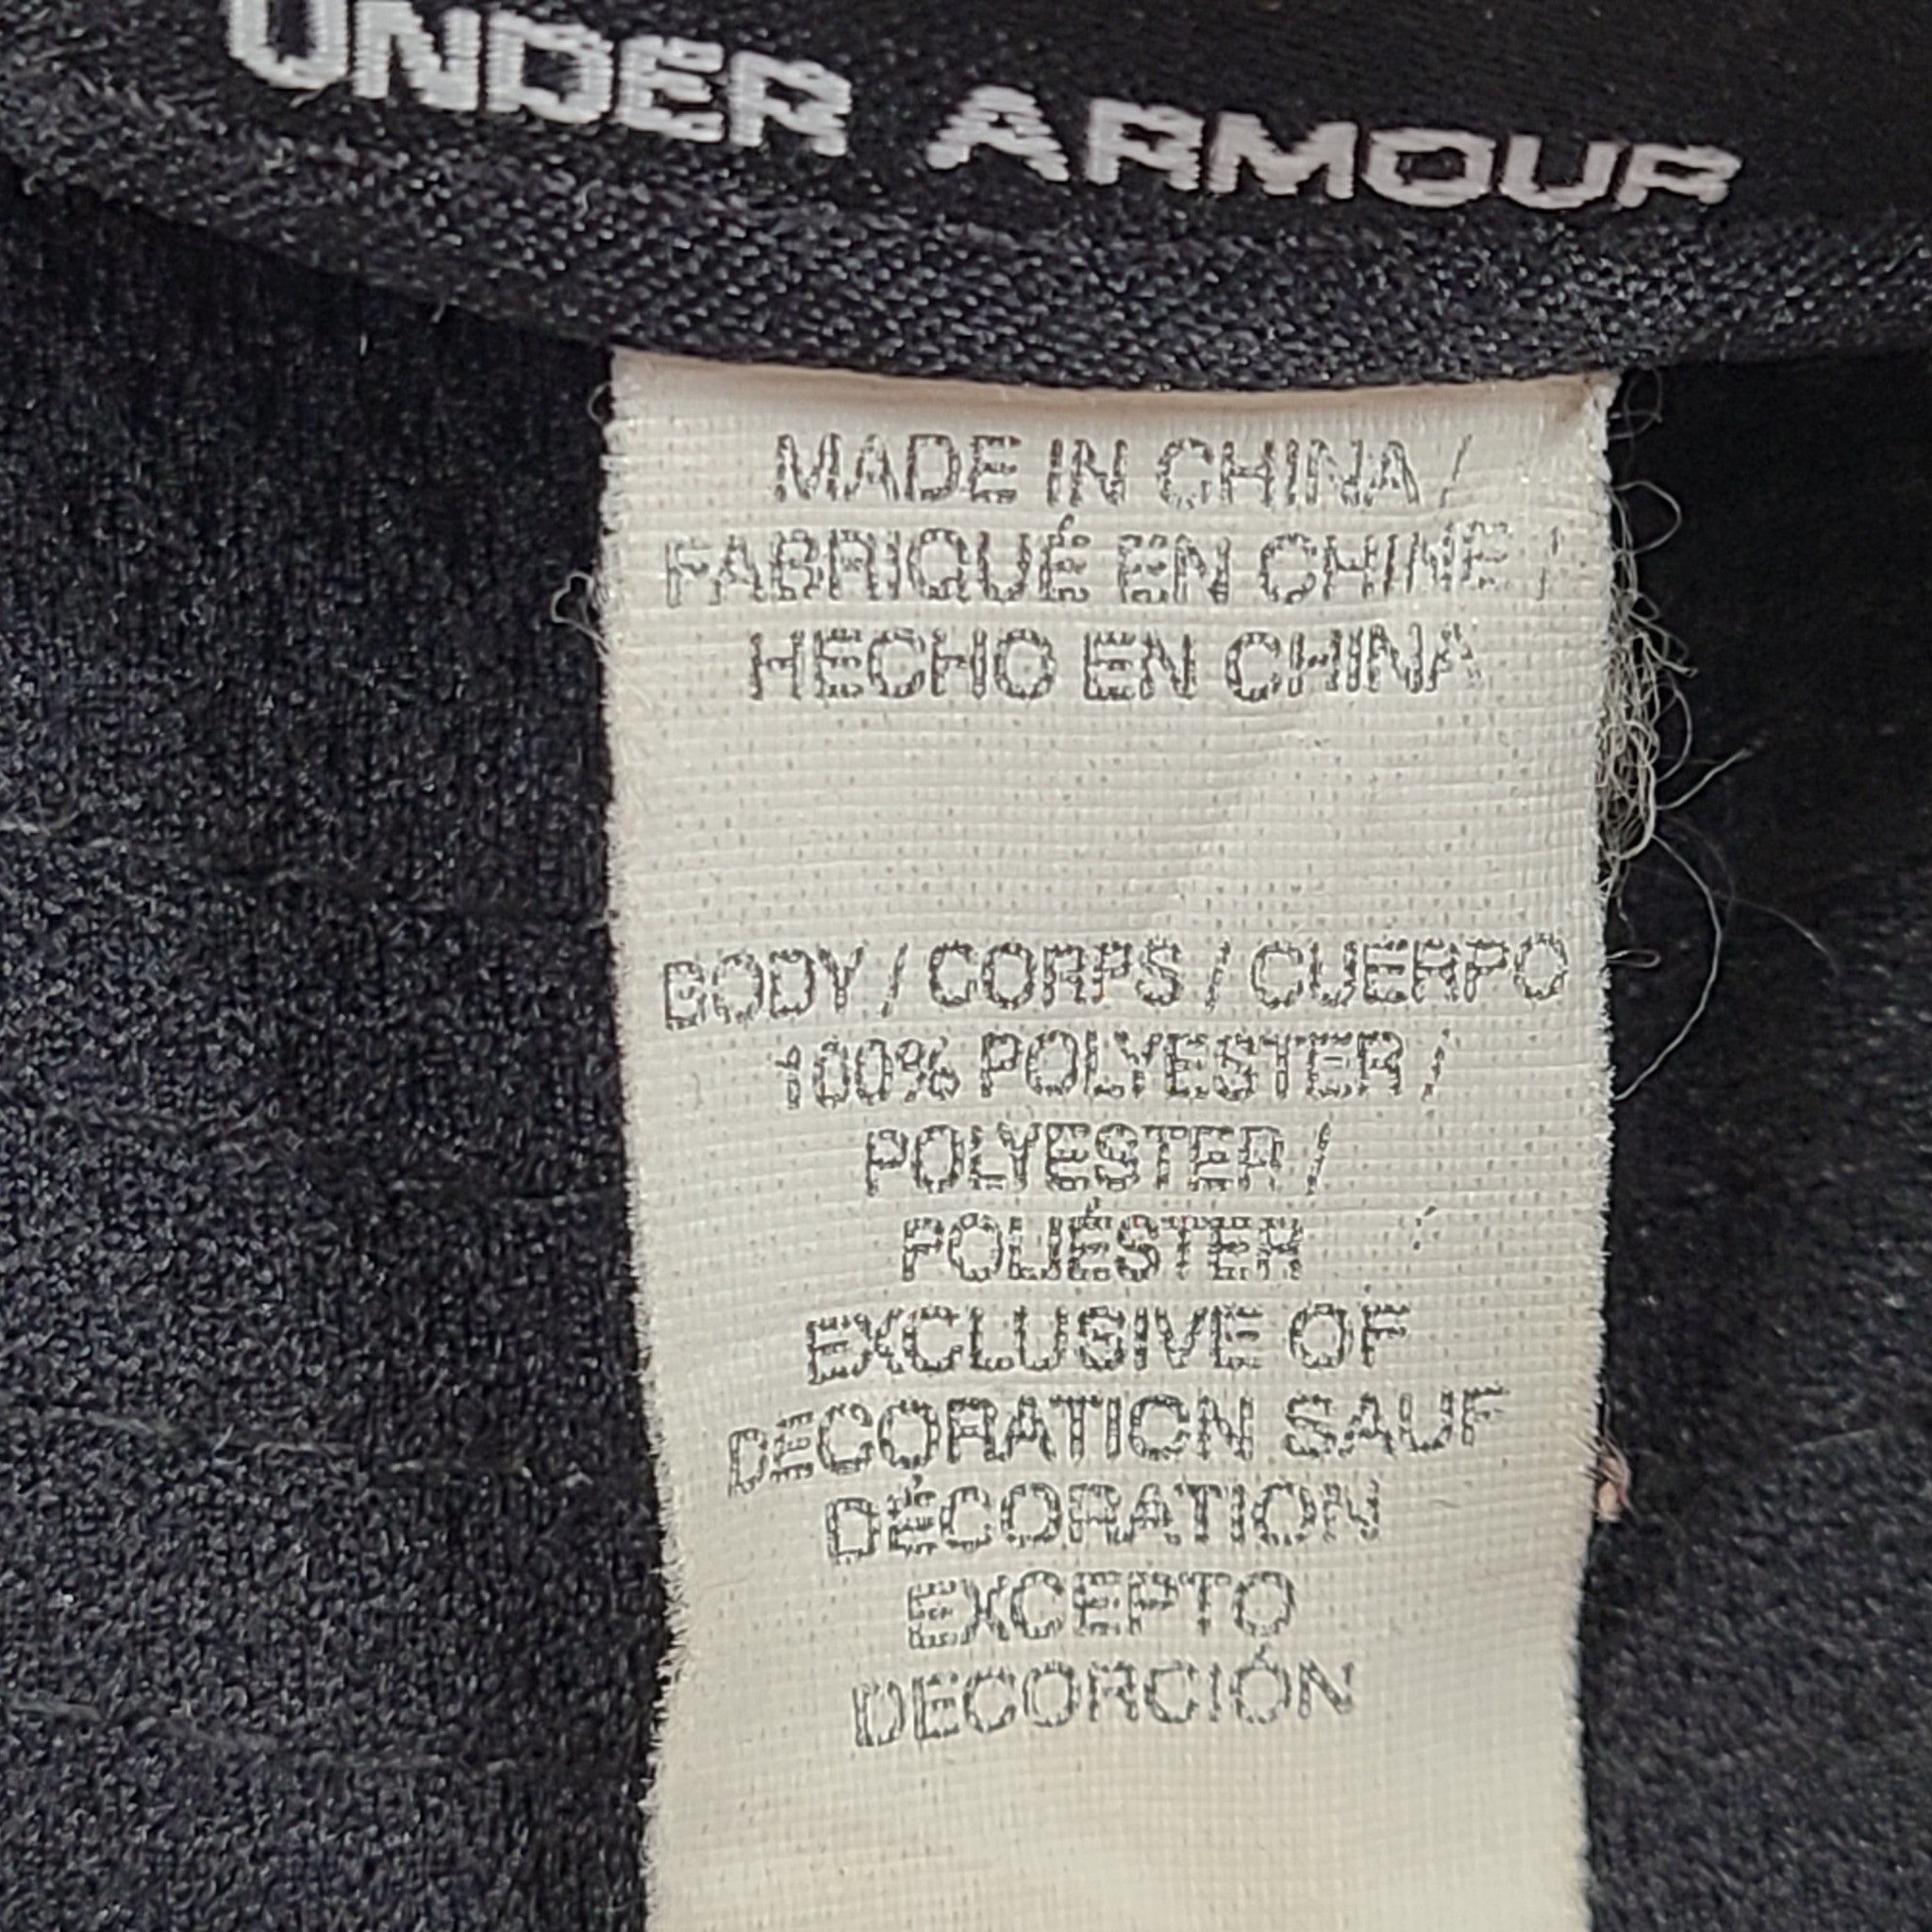 UNDER ARMOUR
MADE IN CHINA /
FABRIQUÉ EN CHINE /
HECHO EN CHINA
BODY / CORPS / CUERPO
100% POLYESTER /
POLYESTER /
POLIÉSTER
EXCLUSIVE OF
DECORATION SAUF
DÉCORATION
EXCEPTO
DECORCIÓN